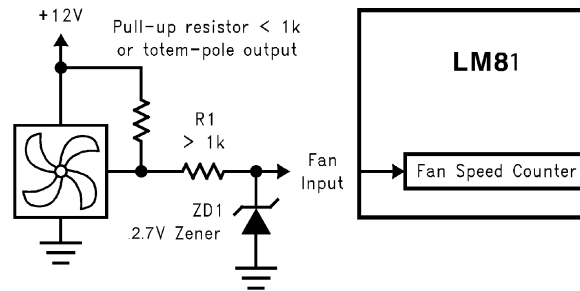 +12V
Pull-up resistor < 1k
or totem-pole output
LM81
R1
> 1k
Fan
Input
Fan Speed Counter
ZD1
2.7V Zener